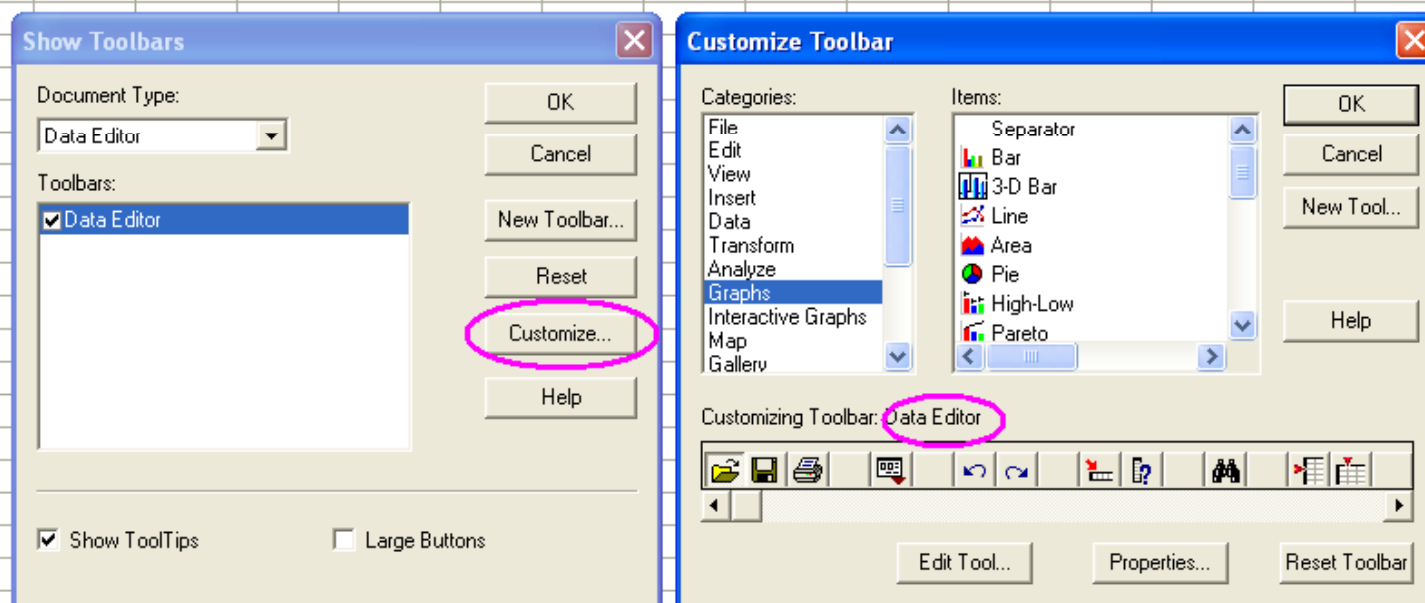 Show Toolbars
Document Type:
Data Editor
Toolbars:
Data Editor
OK
Cancel
New Toolbar...
Reset
Customize...
Help
Show ToolTips
Large Buttons
Customize Toolbar
Categories:
File
Edit
View
Insert
Data
Transform
Analyze
Graphs
Interactive Graphs
Map
Gallery
Items:
Separator
Bar
3-D Bar
Line
Area
Pie
High-Low
Pareto
OK
Cancel
New Tool...
Help
Customizing Toolbar: Data Editor
Edit Tool...
Properties...
Reset Toolbar